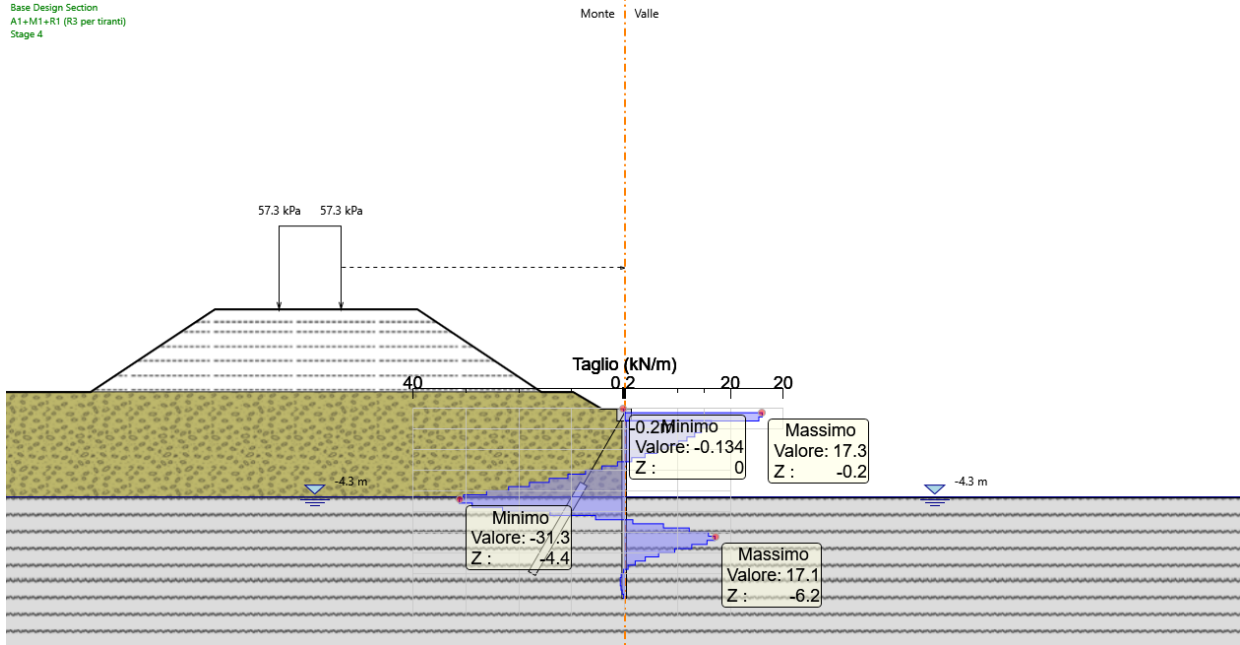 Base Design Section
A1+M1+R1 (R3 per tiranti)
Stage 4
Monte
Valle
57.3 kPa
57.3 kPa
Taglio (kN/m)
40
0.2
20
20
-0.2m
Minimo
Valore: -0.134
Z : 0
Massimo
Valore: 17.3
Z : -0.2
-4.3 m
-4.3 m
Minimo
Valore: -31.3
Z : -4.4
Massimo
Valore: 17.1
Z : -6.2